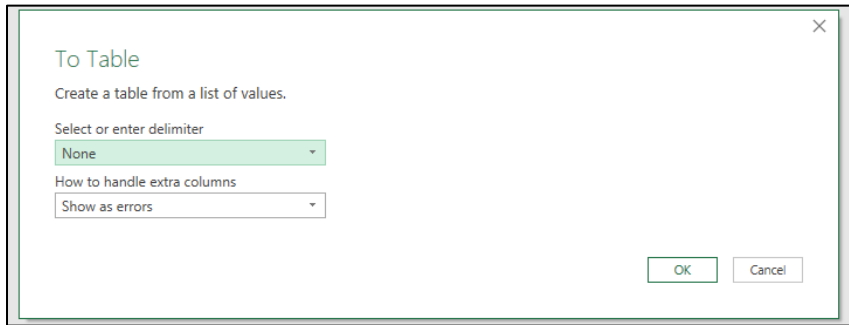 To Table
Create a table from a list of values.
Select or enter delimiter
None
How to handle extra columns
Show as errors
OK Cancel